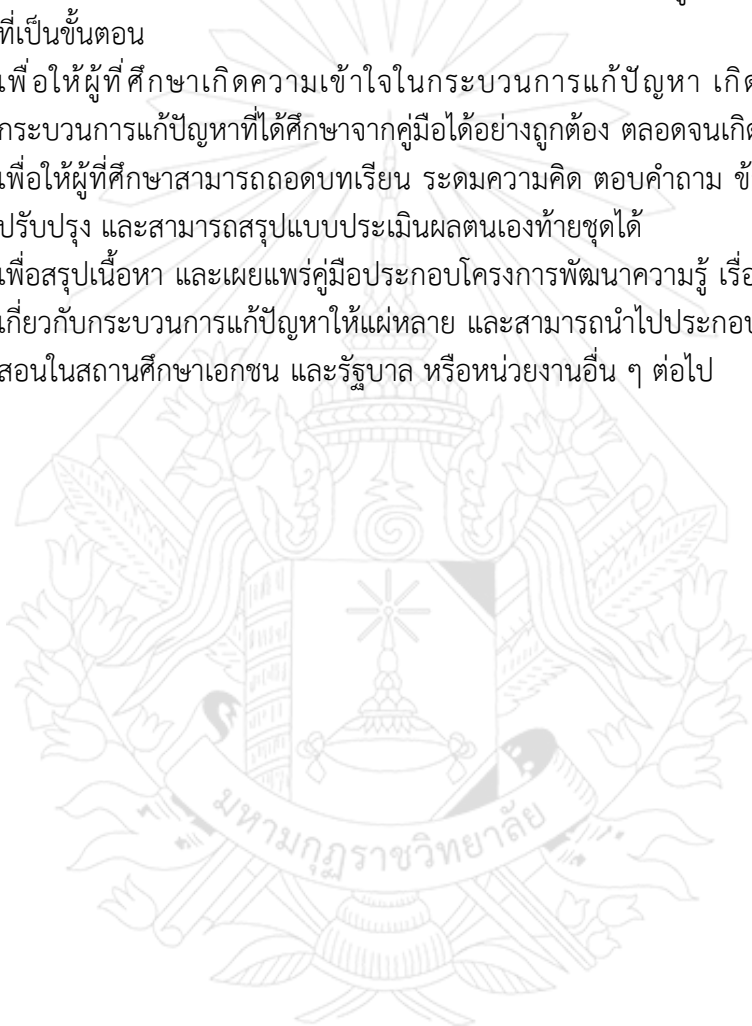 ที่เป็นขั้นตอน
เพื่อให้ผู้ที่ศึกษาเกิดความเข้าใจในกระบวนการแก้ปัญหา เกิด
กระบวนการแก้ปัญหาที่ได้ศึกษาจากคู่มือได้อย่างถูกต้อง ตลอดจนเกิด
เพื่อให้ผู้ที่ศึกษาสามารถถอดบทเรียน ระดมความคิด ตอบคำถาม ข้
ปรับปรุง และสามารถสรุปแบบประเมินผลตนเองท้ายชุดได้
เพื่อสรุปเนื้อหา และเผยแพร่คู่มือประกอบโครงการพัฒนาความรู้ เรื่อ
เกี่ยวกับกระบวนการแก้ปัญหาให้แผ่หลาย และสามารถนำไปประกอบ
สอนในสถานศึกษาเอกชน และรัฐบาล หรือหน่วยงานอื่น ๆ ต่อไป
มหามกุฏราชวิทยาลัย